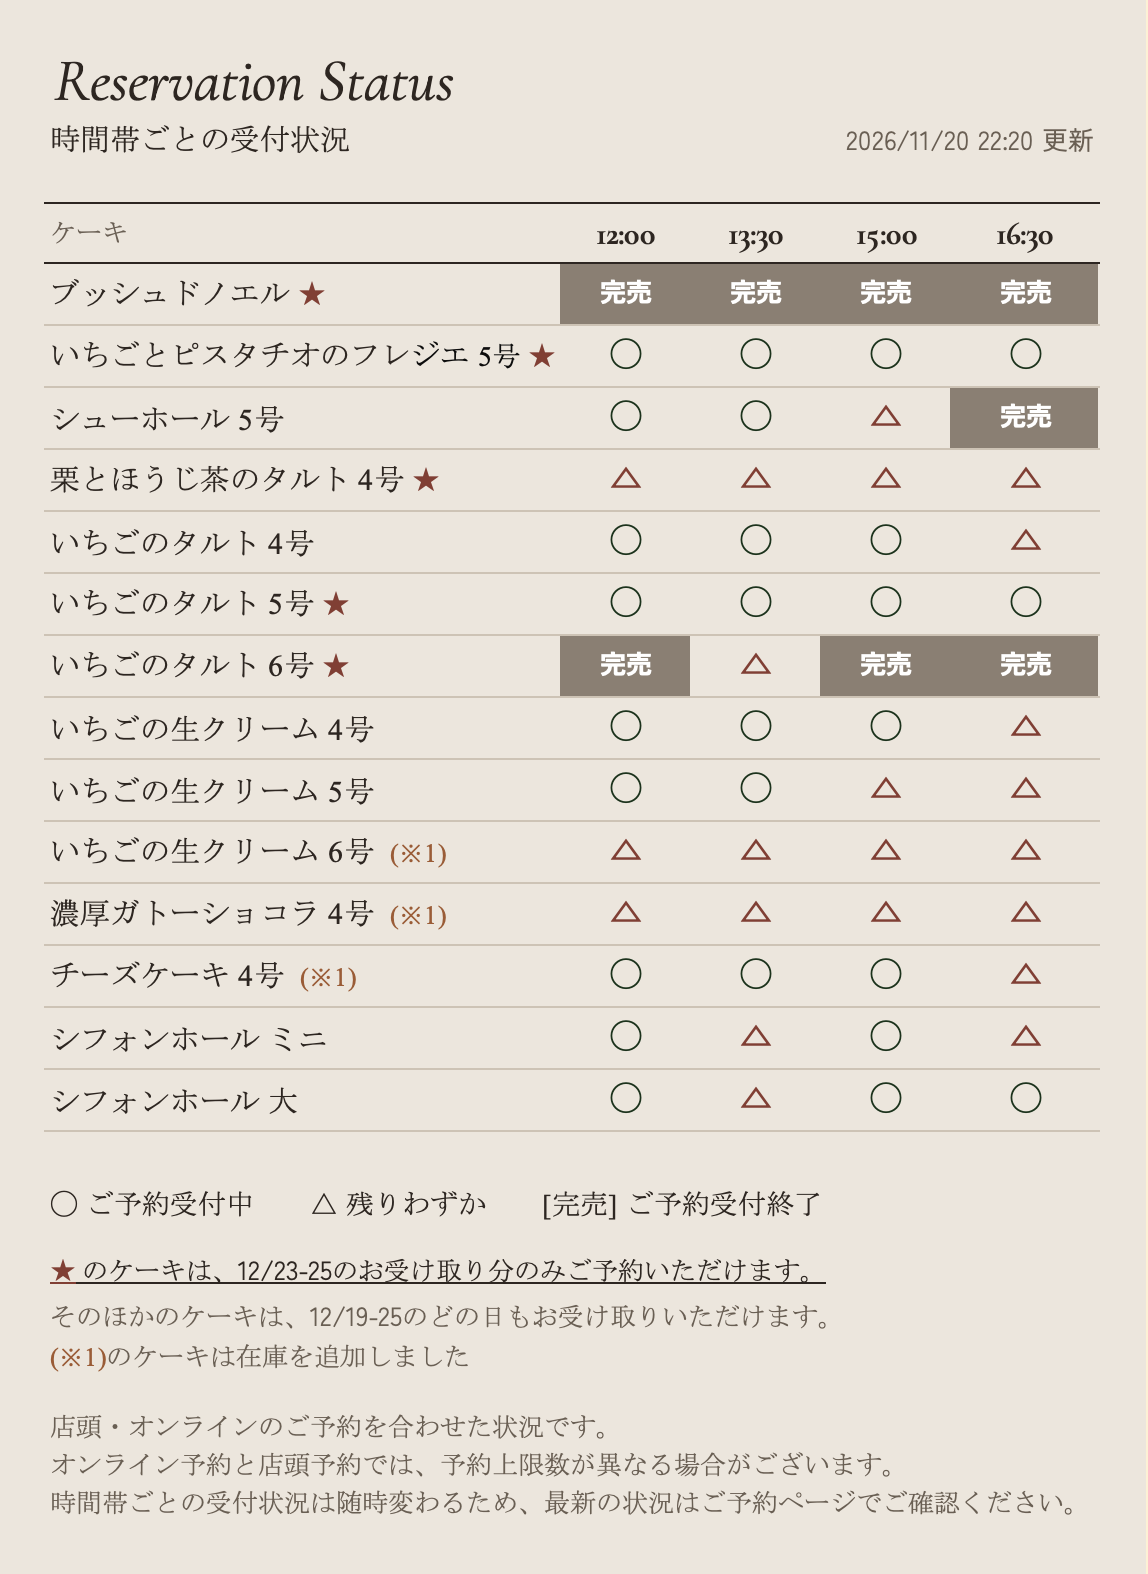 Reservation Status
時間帯ごとの受付状況
2026/11/20 22:20 更新
ケーキ 12:00 13:30 15:00 16:30
ブッシュドノエル ★ 完売 完売 完売 完売
いちごとピスタチオのフレジエ 5号 ★ ○ ○ ○ ○
シューホール 5号 ○ ○ △ 完売
栗とほうじ茶のタルト 4号 ★ △ △ △ △
いちごのタルト 4号 ○ ○ ○ △
いちごのタルト 5号 ★ ○ ○ ○ ○
いちごのタルト 6号 ★ 完売 △ 完売 完売
いちごの生クリーム 4号 ○ ○ ○ △
いちごの生クリーム 5号 ○ ○ △ △
いちごの生クリーム 6号 (※1) △ △ △ △
濃厚ガトーショコラ 4号 (※1) △ △ △ △
チーズケーキ 4号 (※1) ○ ○ ○ △
シフォンホール ミニ ○ △ ○ △
シフォンホール 大 ○ △ ○ ○
○ ご予約受付中 △ 残りわずか [完売] ご予約受付終了
★ のケーキは、12/23-25のお受け取り分のみご予約いただけます。
そのほかのケーキは、12/19-25のどの日もお受け取りいただけます。
(※1)のケーキは在庫を追加しました
店頭・オンラインのご予約を合わせた状況です。
オンライン予約と店頭予約では、予約上限数が異なる場合がございます。
時間帯ごとの受付状況は随時変わるため、最新の状況はご予約ページでご確認ください。